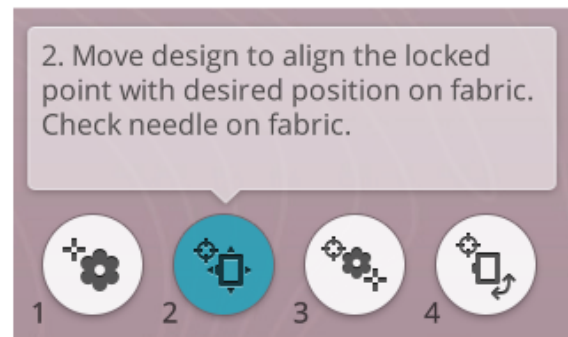 2. Move design to align the locked
point with desired position on fabric.
Check needle on fabric.
1 2 3 4